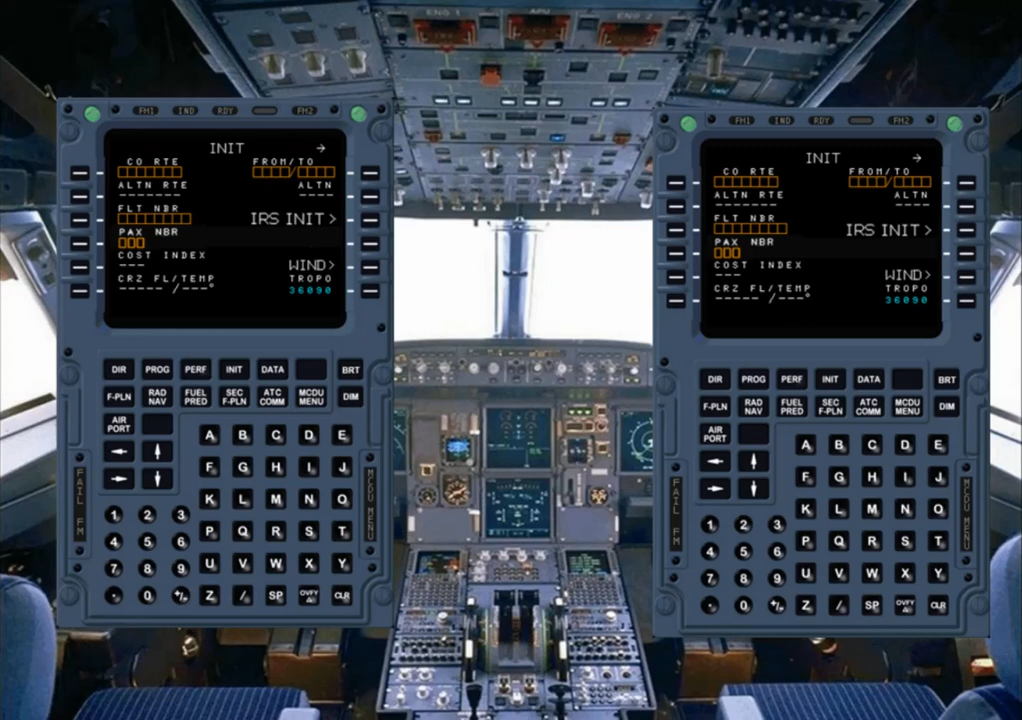 ENG 1 APU ENG 2
FM1 IND RDY FM2
INIT →
CO RTE FROM/TO
□□□□□□□ □□□□/□□□□
ALTN RTE ALTN
------- ----
FLT NBR
□□□□□□□□ IRS INIT >
PAX NBR
□□□
COST INDEX
--- WIND >
CRZ FL/TEMP TROPO
----- /---° 36090
DIR PROG PERF INIT DATA BRT
F-PLN RAD NAV FUEL PRED SEC F-PLN ATC COMM MCDU MENU DIM
AIR PORT
← ↑
→ ↓
A B C D E
F G H I J
K L M N O
P Q R S T
U V W X Y
Z / SP OVFY Δ CLR
1 2 3
4 5 6
7 8 9
. 0 +/-
FAIL FM
MCDU MENU
FM1 IND RDY FM2
INIT →
CO RTE FROM/TO
□□□□□□□ □□□□/□□□□
ALTN RTE ALTN
------- ----
FLT NBR
□□□□□□□□ IRS INIT >
PAX NBR
□□□
COST INDEX
--- WIND >
CRZ FL/TEMP TROPO
----- /---° 36090
DIR PROG PERF INIT DATA BRT
F-PLN RAD NAV FUEL PRED SEC F-PLN ATC COMM MCDU MENU DIM
AIR PORT
← ↑
→ ↓
A B C D E
F G H I J
K L M N O
P Q R S T
U V W X Y
Z / SP OVFY Δ CLR
1 2 3
4 5 6
7 8 9
. 0 +/-
FAIL FM
MCDU MENU